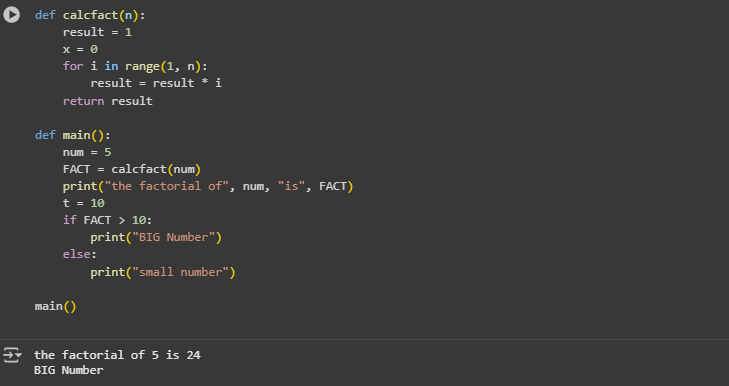 def calcfact(n):
    result = 1
    x = 0
    for i in range(1, n):
        result = result * i
    return result

def main():
    num = 5
    FACT = calcfact(num)
    print("the factorial of", num, "is", FACT)
    t = 10
    if FACT > 10:
        print("BIG Number")
    else:
        print("small number")

main()

the factorial of 5 is 24
BIG Number